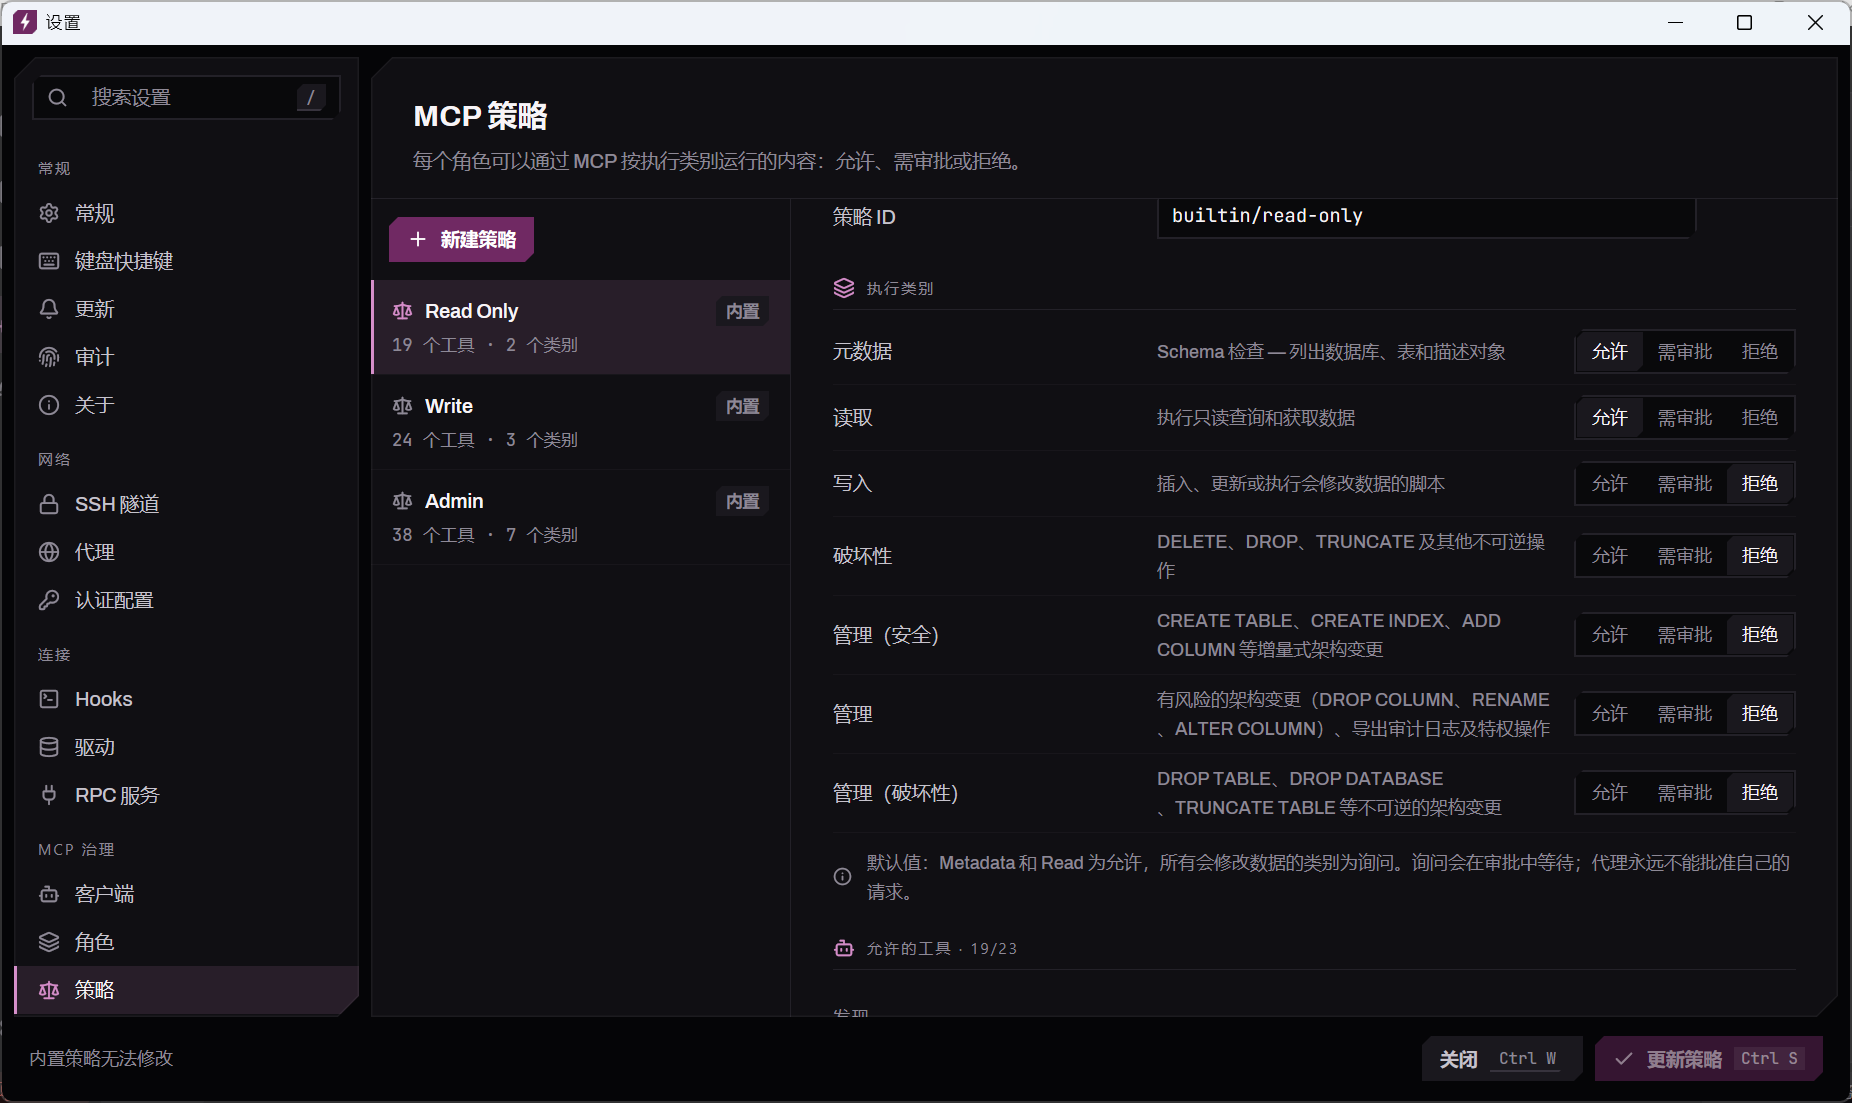 设置
搜索设置 /
常规
常规
键盘快捷键
更新
审计
关于
网络
SSH 隧道
代理
认证配置
连接
Hooks
驱动
RPC 服务
MCP 治理
客户端
角色
策略
MCP 策略
每个角色可以通过 MCP 按执行类别运行的内容：允许、需审批或拒绝。
新建策略
Read Only 内置
19 个工具 · 2 个类别
Write 内置
24 个工具 · 3 个类别
Admin 内置
38 个工具 · 7 个类别
策略 ID builtin/read-only
执行类别
元数据 Schema 检查 — 列出数据库、表和描述对象 允许 需审批 拒绝
读取 执行只读查询和获取数据 允许 需审批 拒绝
写入 插入、更新或执行会修改数据的脚本 允许 需审批 拒绝
破坏性 DELETE、DROP、TRUNCATE 及其他不可逆操 允许 需审批 拒绝
作
管理（安全） CREATE TABLE、CREATE INDEX、ADD 允许 需审批 拒绝
COLUMN 等增量式架构变更
管理 有风险的架构变更（DROP COLUMN、RENAME 允许 需审批 拒绝
、ALTER COLUMN）、导出审计日志及特权操作
管理（破坏性） DROP TABLE、DROP DATABASE 允许 需审批 拒绝
、TRUNCATE TABLE 等不可逆的架构变更
默认值：Metadata 和 Read 为允许，所有会修改数据的类别为询问。询问会在审批中等待；代理永远不能批准自己的
请求。
允许的工具 · 19/23
发现
内置策略无法修改
关闭 Ctrl W
更新策略 Ctrl S